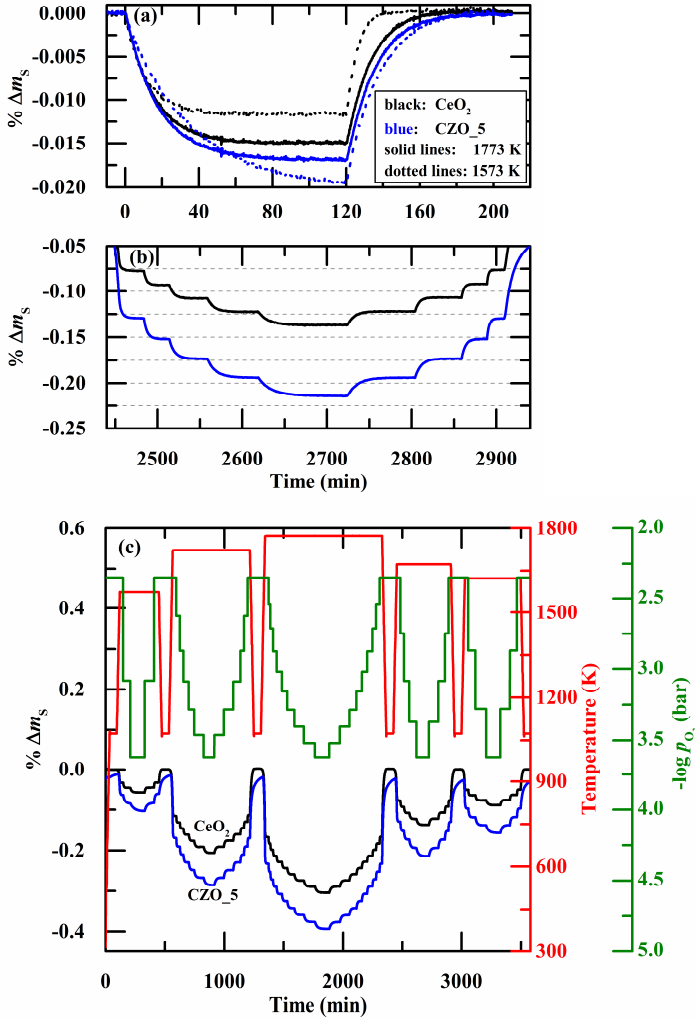 (a)
0.000
-0.005
-0.010
-0.015
-0.020
% ΔmS
black: CeO2
blue: CZO_5
solid lines: 1773 K
dotted lines: 1573 K
0 40 80 120 160 200
(b)
-0.05
-0.10
-0.15
-0.20
-0.25
% ΔmS
2500 2600 2700 2800 2900
Time (min)
(c)
0.6
0.4
0.2
0.0
-0.2
-0.4
% ΔmS
CeO2
CZO_5
0 1000 2000 3000
Time (min)
1800
1500
1200
900
600
300
Temperature (K)
2.0
2.5
3.0
3.5
4.0
4.5
5.0
-log pO2 (bar)